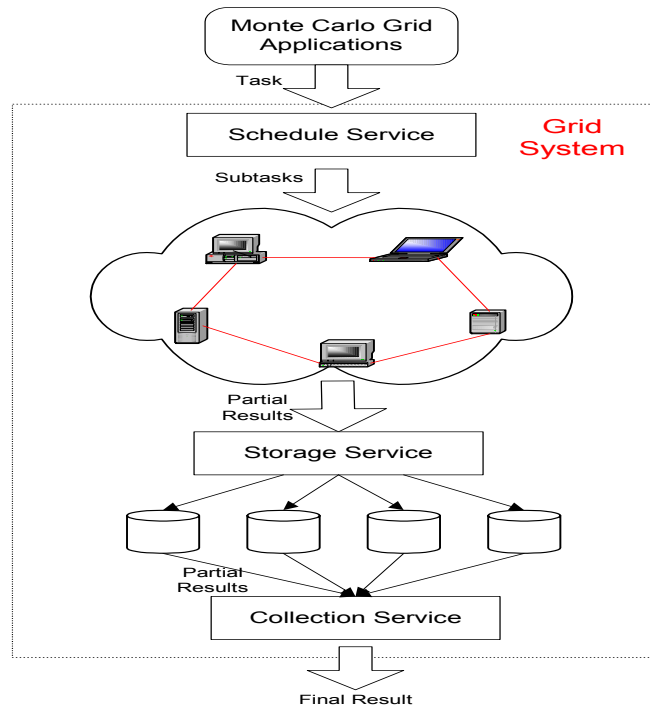 Monte Carlo Grid
Applications
Task
Schedule Service
Grid
System
Subtasks
Partial
Results
Storage Service
Partial
Results
Collection Service
Final Result